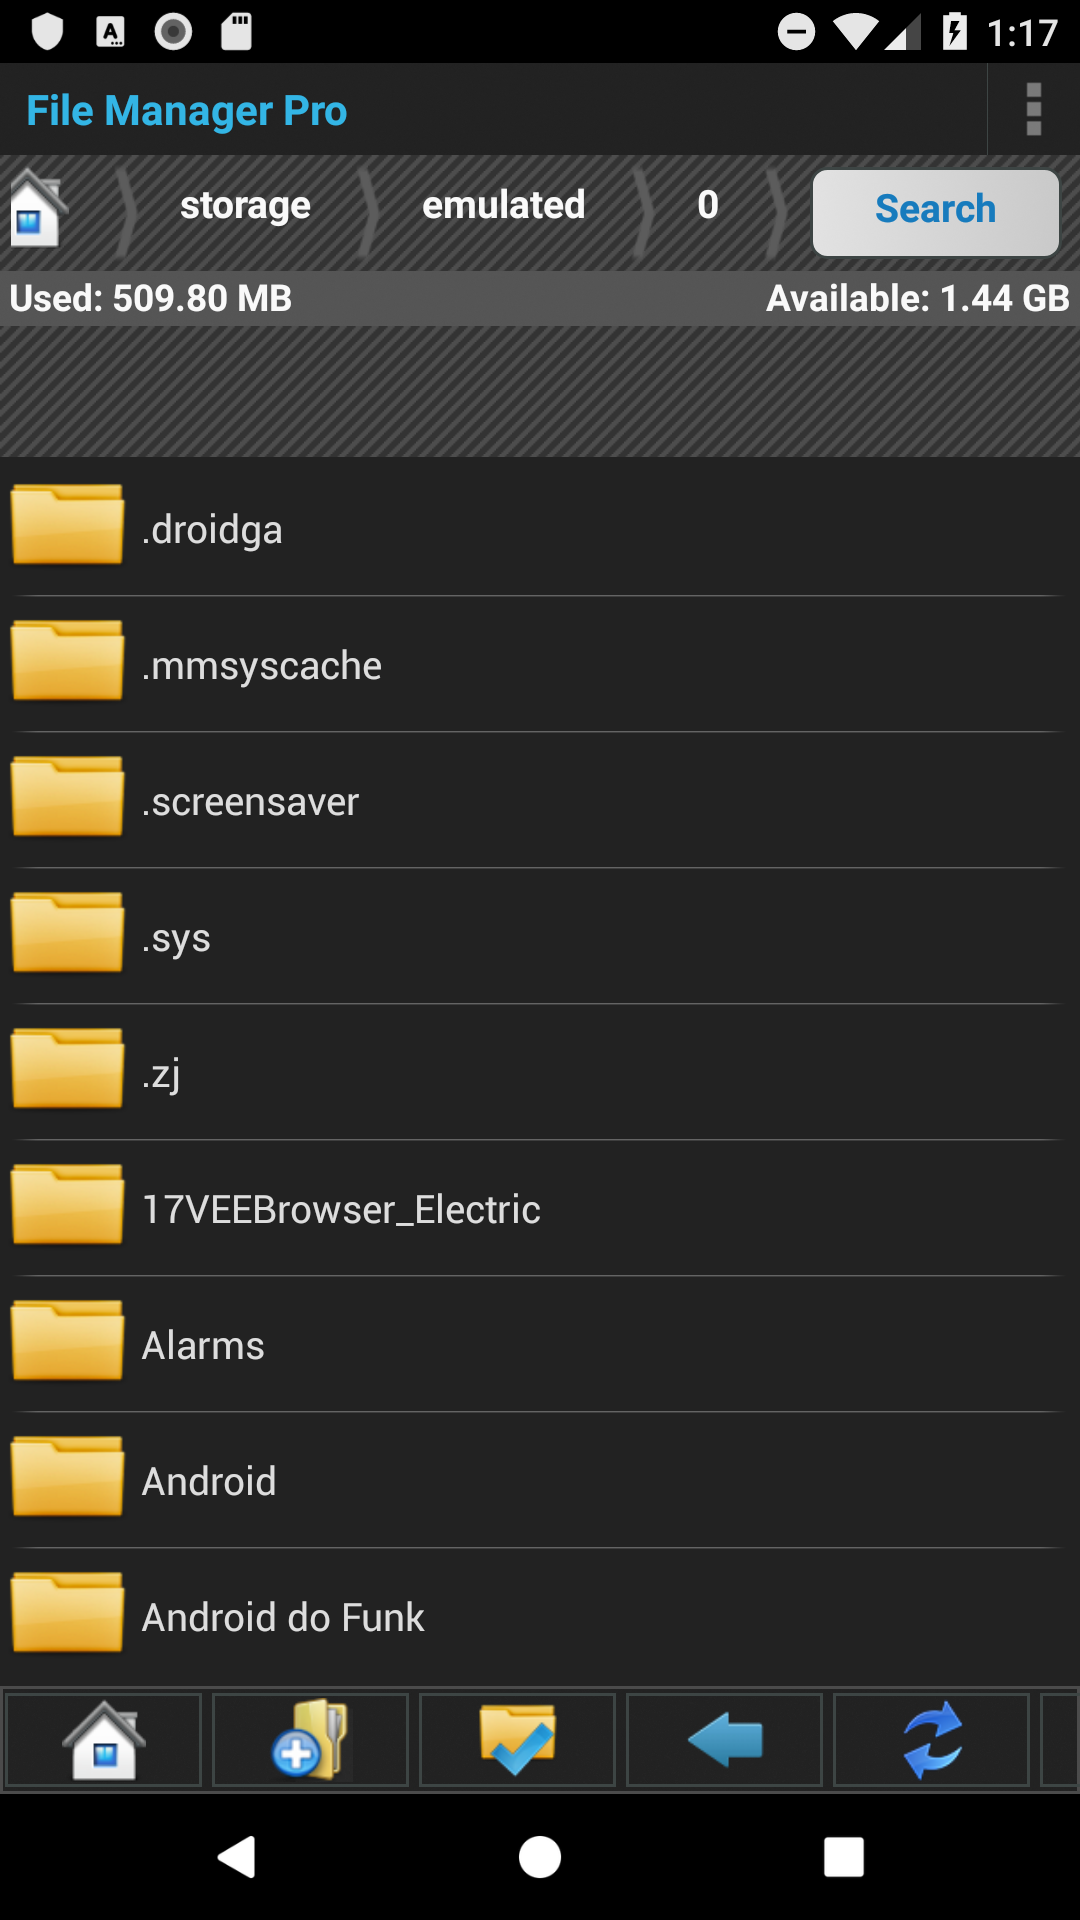 1:17
File Manager Pro
storage emulated 0 Search
Used: 509.80 MB Available: 1.44 GB
.droidga
.mmsyscache
.screensaver
.sys
.zj
17VEEBrowser_Electric
Alarms
Android
Android do Funk